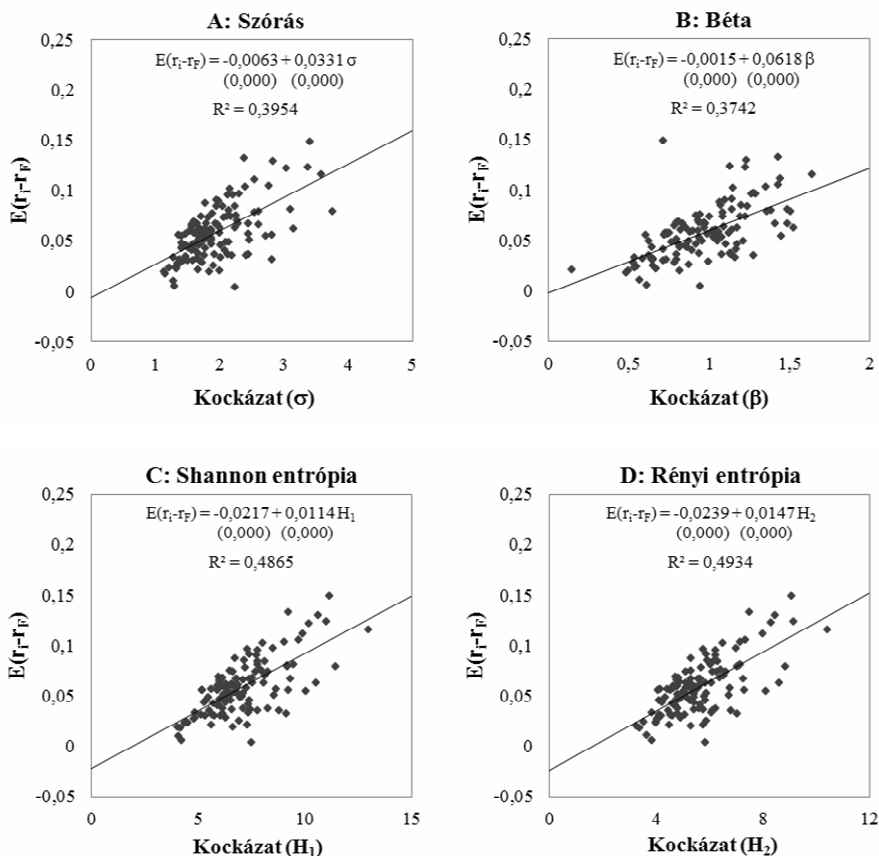 A: Szórás
E(ri-rF) = -0,0063 + 0,0331 σ
(0,000) (0,000)
R² = 0,3954
0,25
0,2
0,15
0,1
0,05
0
-0,05
E(ri-rF)
0 1 2 3 4 5
Kockázat (σ)
B: Béta
E(ri-rF) = -0,0015 + 0,0618 β
(0,000) (0,000)
R² = 0,3742
0,25
0,2
0,15
0,1
0,05
0
-0,05
E(ri-rF)
0 0,5 1 1,5 2
Kockázat (β)
C: Shannon entrópia
E(ri-rF) = -0,0217 + 0,0114 H1
(0,000) (0,000)
R² = 0,4865
0,25
0,2
0,15
0,1
0,05
0
-0,05
E(ri-rF)
0 5 10 15
Kockázat (H1)
D: Rényi entrópia
E(ri-rF) = -0,0239 + 0,0147 H2
(0,000) (0,000)
R² = 0,4934
0,25
0,2
0,15
0,1
0,05
0
-0,05
E(ri-rF)
0 4 8 12
Kockázat (H2)